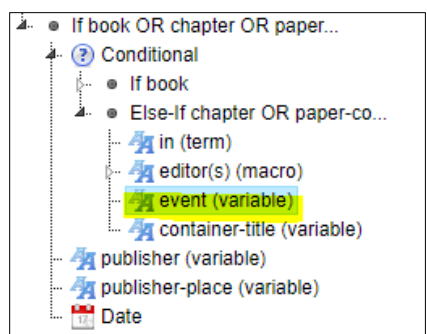 If book OR chapter OR paper...
Conditional
If book
Else-If chapter OR paper-co...
in (term)
editor(s) (macro)
event (variable)
container-title (variable)
publisher (variable)
publisher-place (variable)
Date